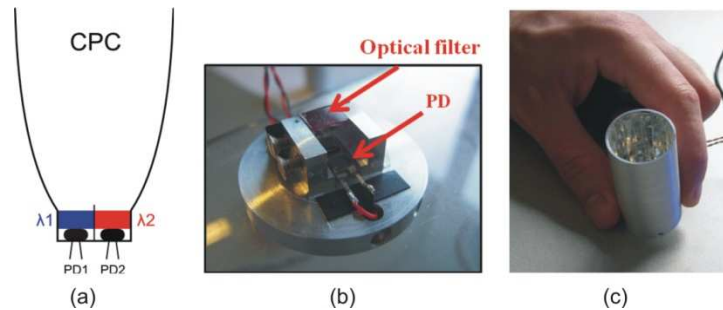 CPC
λ1
λ2
PD1
PD2
(a)
Optical filter
PD
(b)
(c)